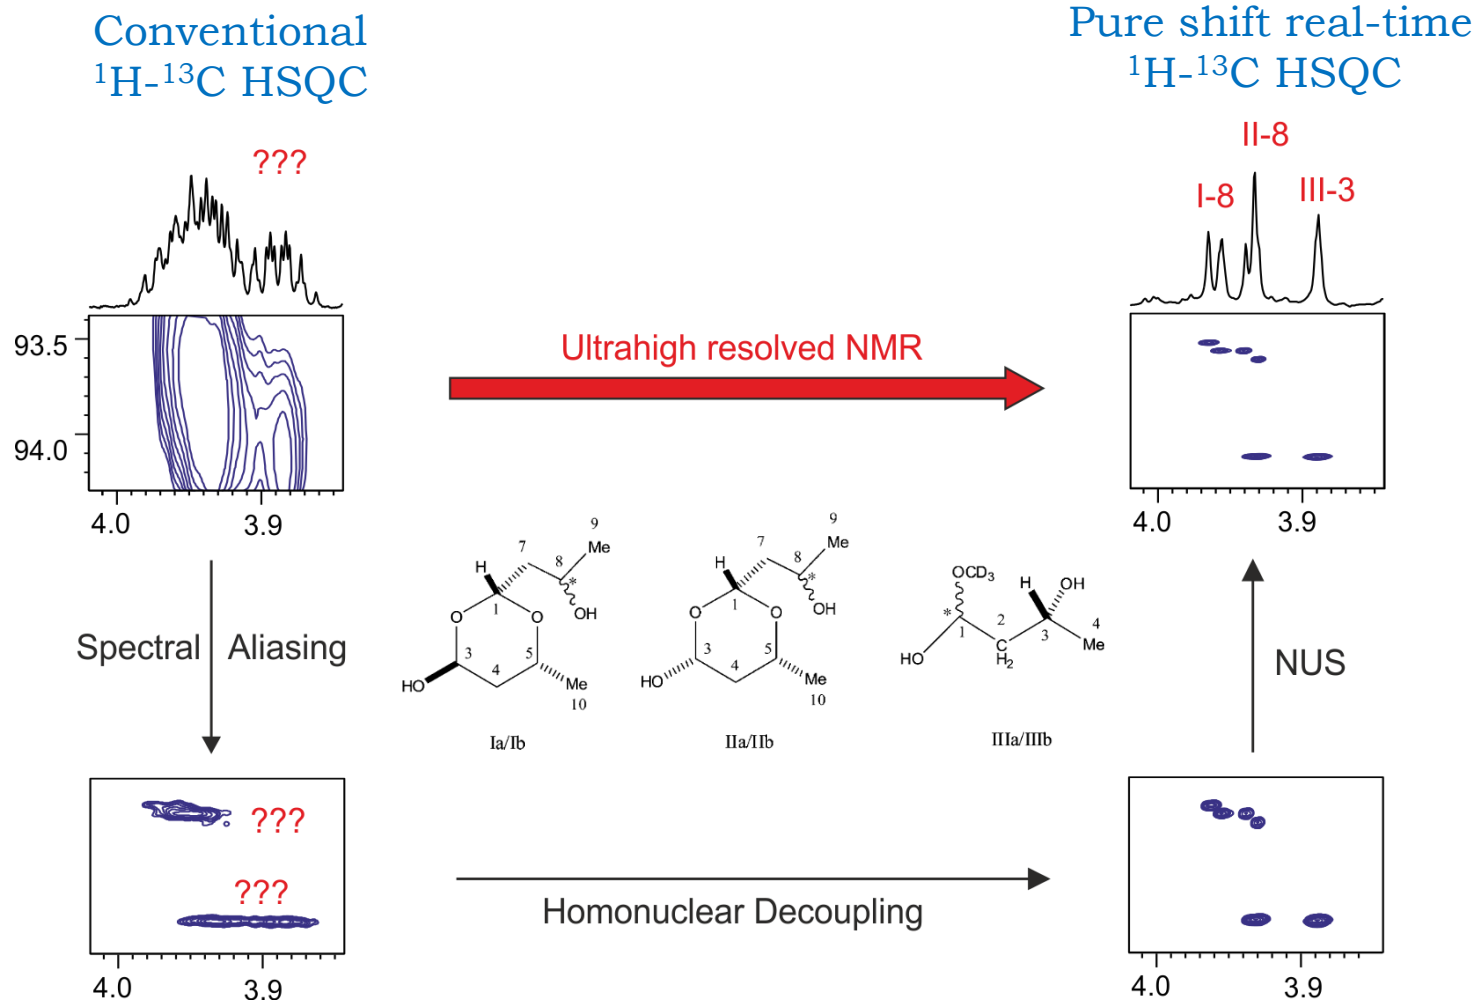 Conventional
¹H-¹³C HSQC
Pure shift real-time
¹H-¹³C HSQC
???
II-8
I-8
III-3
93.5
94.0
4.0
3.9
Ultrahigh resolved NMR
4.0
3.9
Spectral
Aliasing
9
7
8
Me
H
*
OH
1
O
O
3
5
4
HO
Me
10
Ia/Ib
9
7
8
Me
H
*
OH
1
O
O
3
5
4
HO
Me
10
IIa/IIb
OCD₃
H
OH
*
1
2
3
4
Me
HO
C
H₂
IIIa/IIIb
NUS
???
???
4.0
3.9
Homonuclear Decoupling
4.0
3.9